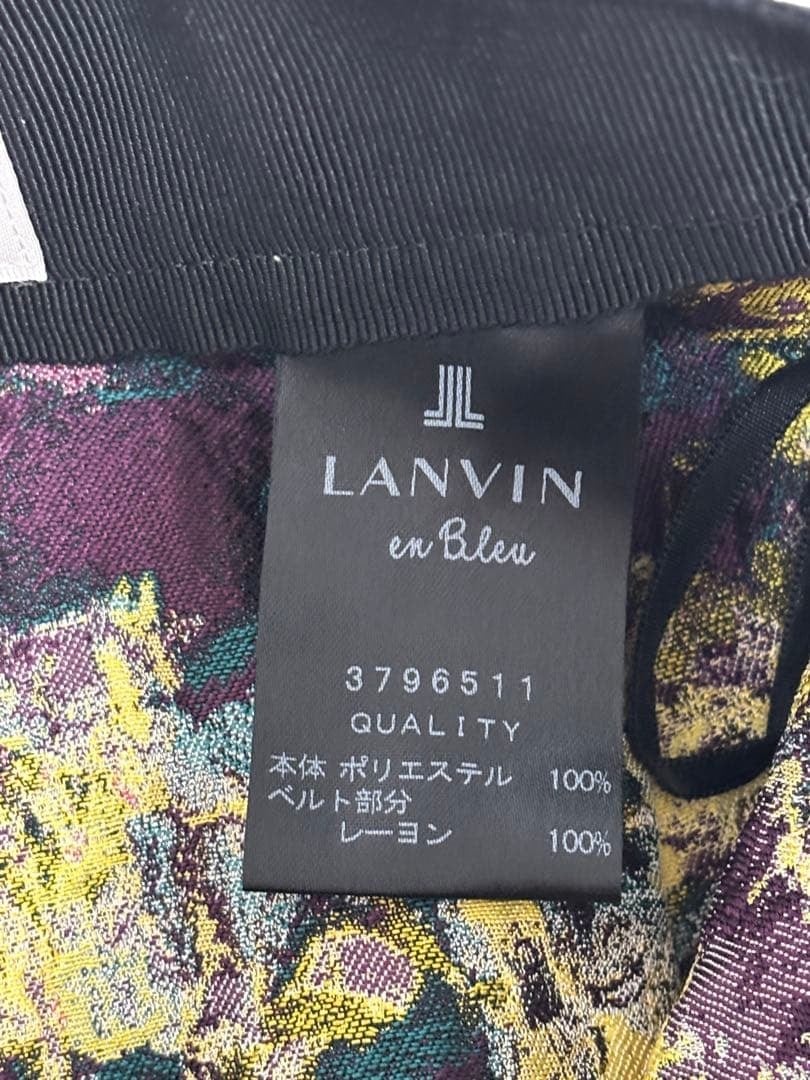 LANVIN
en Bleu
3796511
QUALITY
本体 ポリエステル 100%
ベルト部分
レーヨン 100%